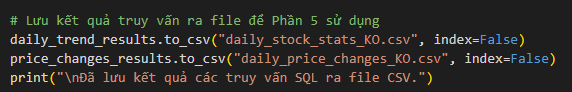 # Lưu kết quả truy vấn ra file để Phần 5 sử dụng
daily_trend_results.to_csv("daily_stock_stats_KO.csv", index=False)
price_changes_results.to_csv("daily_price_changes_KO.csv", index=False)
print("\nĐã lưu kết quả các truy vấn SQL ra file CSV.")